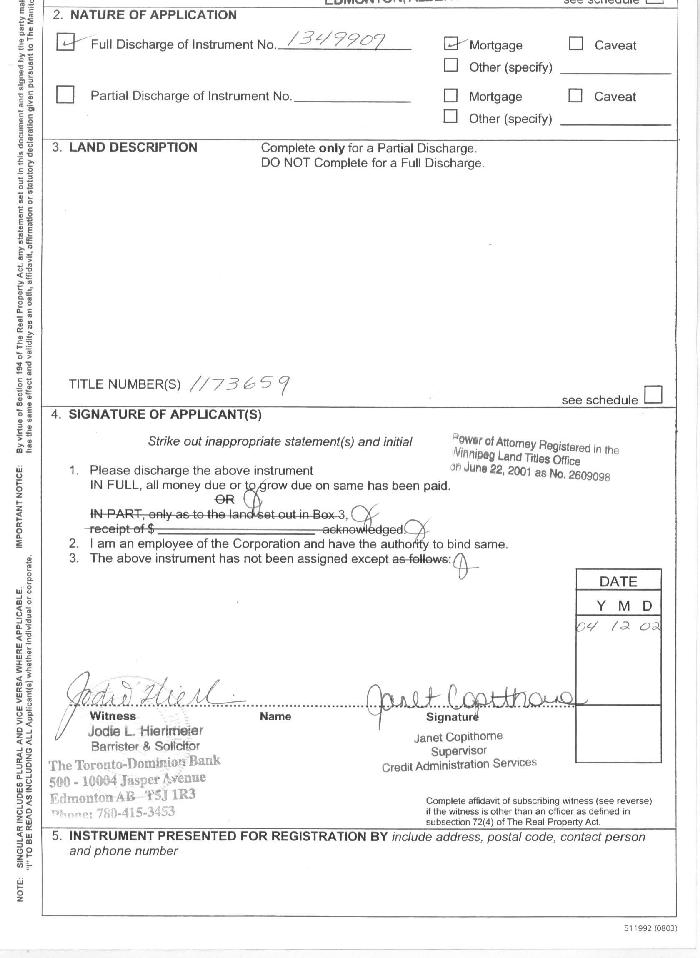 see schedule
2. NATURE OF APPLICATION
Full Discharge of Instrument No. 1349909
Mortgage
Caveat
Other (specify)
Partial Discharge of Instrument No.
Mortgage
Caveat
Other (specify)
3. LAND DESCRIPTION
Complete only for a Partial Discharge.
DO NOT Complete for a Full Discharge.
TITLE NUMBER(S) 1173659
see schedule
4. SIGNATURE OF APPLICANT(S)
Strike out inappropriate statement(s) and initial
Power of Attorney Registered in the
Winnipeg Land Titles Office
on June 22, 2001 as No. 2609098
1. Please discharge the above instrument
IN FULL, all money due or to grow due on same has been paid.
OR
IN PART, only as to the land set out in Box 3,
receipt of $ acknowledged
2. I am an employee of the Corporation and have the authority to bind same.
3. The above instrument has not been assigned except as follows:
DATE
Y M D
04 12 02
Witness
Name
Signature
Jodie L. Hierlmeier
Barrister & Solicitor
The Toronto-Dominion Bank
500 - 10004 Jasper Avenue
Edmonton AB T5J 1R3
Phone: 780-415-3453
Janet Copithorne
Supervisor
Credit Administration Services
Complete affidavit of subscribing witness (see reverse)
if the witness is other than an officer as defined in
subsection 72(4) of The Real Property Act.
5. INSTRUMENT PRESENTED FOR REGISTRATION BY include address, postal code, contact person
and phone number
511992 (0803)
IMPORTANT NOTICE: By virtue of Section 194 of The Real Property Act, any statement set out in this document and signed by the party
has the same effect and validity as an oath, affidavit, affirmation or statutory declaration given pursuant to The
NOTE: SINGULAR INCLUDES PLURAL AND VICE VERSA WHERE APPLICABLE.
"I" TO BE READ AS INCLUDING ALL Applicant(s) whether individual or corporate.